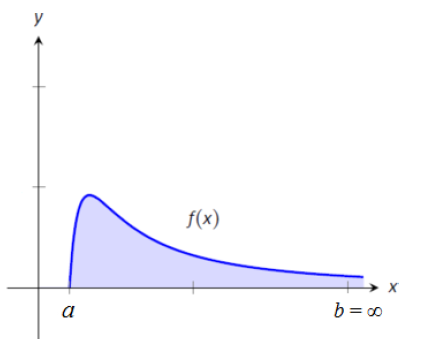 y
f(x)
x
a
b = ∞